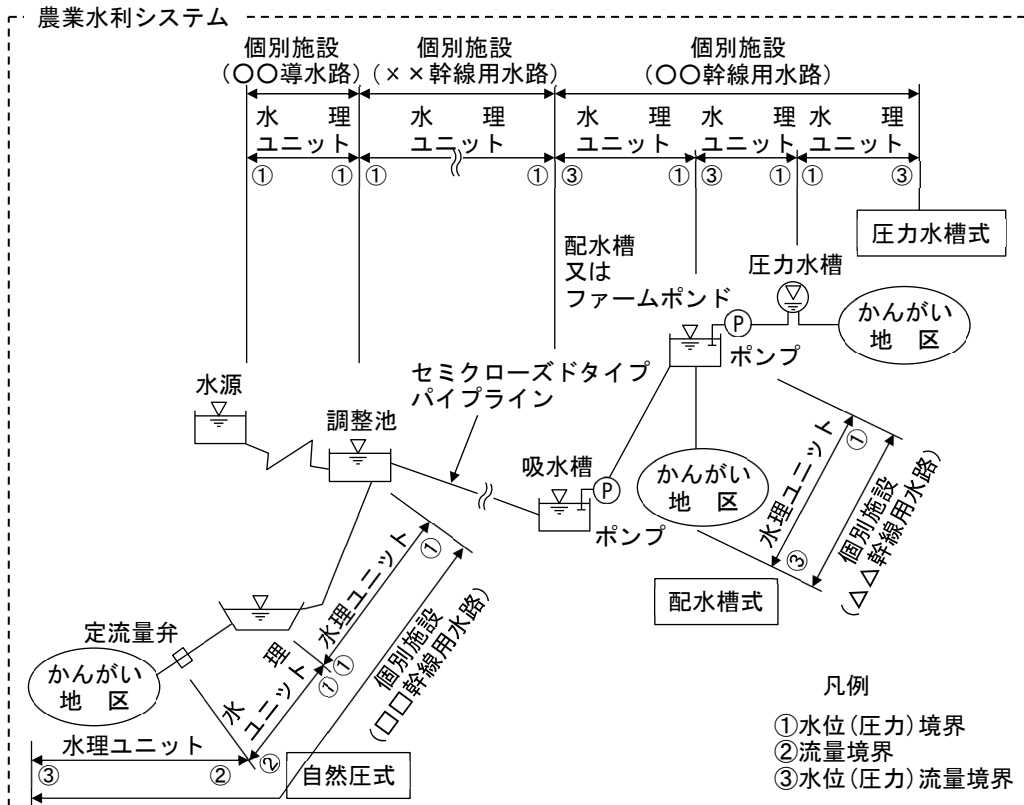 農業水利システム
個別施設
(〇〇導水路)
個別施設
(××幹線用水路)
個別施設
(〇〇幹線用水路)
水理
ユニット
水理
ユニット
水理
ユニット
水理
ユニット
水理
ユニット
① ① ① ① ③ ① ③ ① ① ③
圧力水槽式
配水槽
又は
ファームポンド
圧力水槽
かんがい
地区
P
ポンプ
セミクローズドタイプ
パイプライン
水源
調整池
吸水槽
P
ポンプ
かんがい
地区
水理ユニット
① ③
個別施設
(△△幹線用水路)
配水槽式
水理ユニット
① ①
個別施設
(□□幹線用水路)
定流量弁
かんがい
地区
水理
ユニット
① ②
水理ユニット
③ ②
自然圧式
凡例
①水位(圧力)境界
②流量境界
③水位(圧力)流量境界